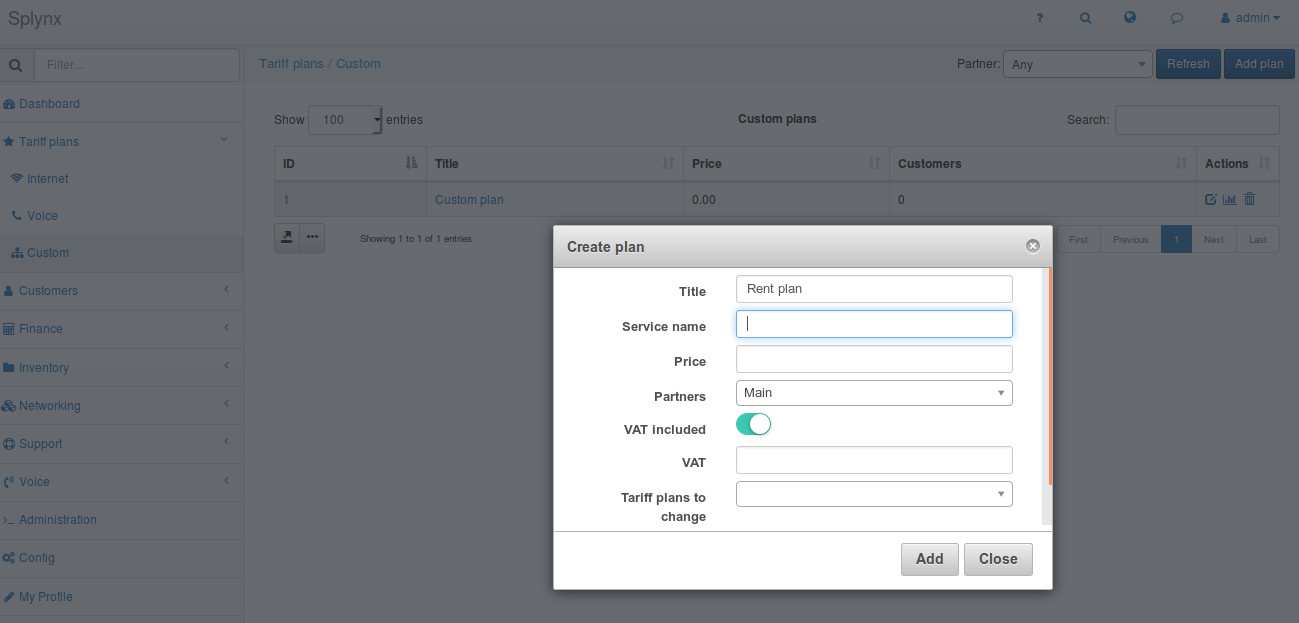 Splynx
? admin
Filter...
Tariff plans / Custom
Partner: Any Refresh Add plan
Dashboard
Tariff plans
Internet
Voice
Custom
Customers
Finance
Inventory
Networking
Support
Voice
Administration
Config
My Profile
Show 100 entries
Custom plans
Search:
ID Title Price Customers Actions
1 Custom plan 0.00 0
Showing 1 to 1 of 1 entries
First Previous 1 Next Last
Create plan
Title Rent plan
Service name
Price
Partners Main
VAT included
VAT
Tariff plans to
change
Add Close